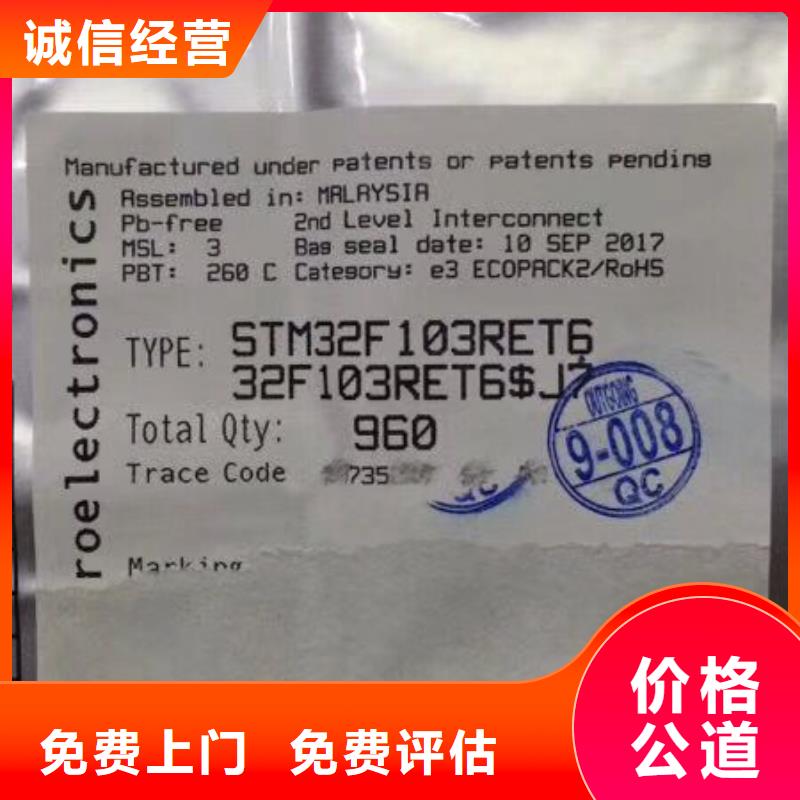 诚信经营
Manufactured under patents or patents pending
Assembled in: MALAYSIA
Pb-free 2nd Level Interconnect
MSL: 3 Bag seal date: 10 SEP 2017
PBT: 260 C Category: e3 ECOPACK2/RoHS
roelectronics
TYPE: STM32F103RET6
32F103RET6$J7
Total Qty: 960
Trace Code 735
OUTGOING
9-008
QC
QC
Marking
价格
公道
免费上门 免费评估